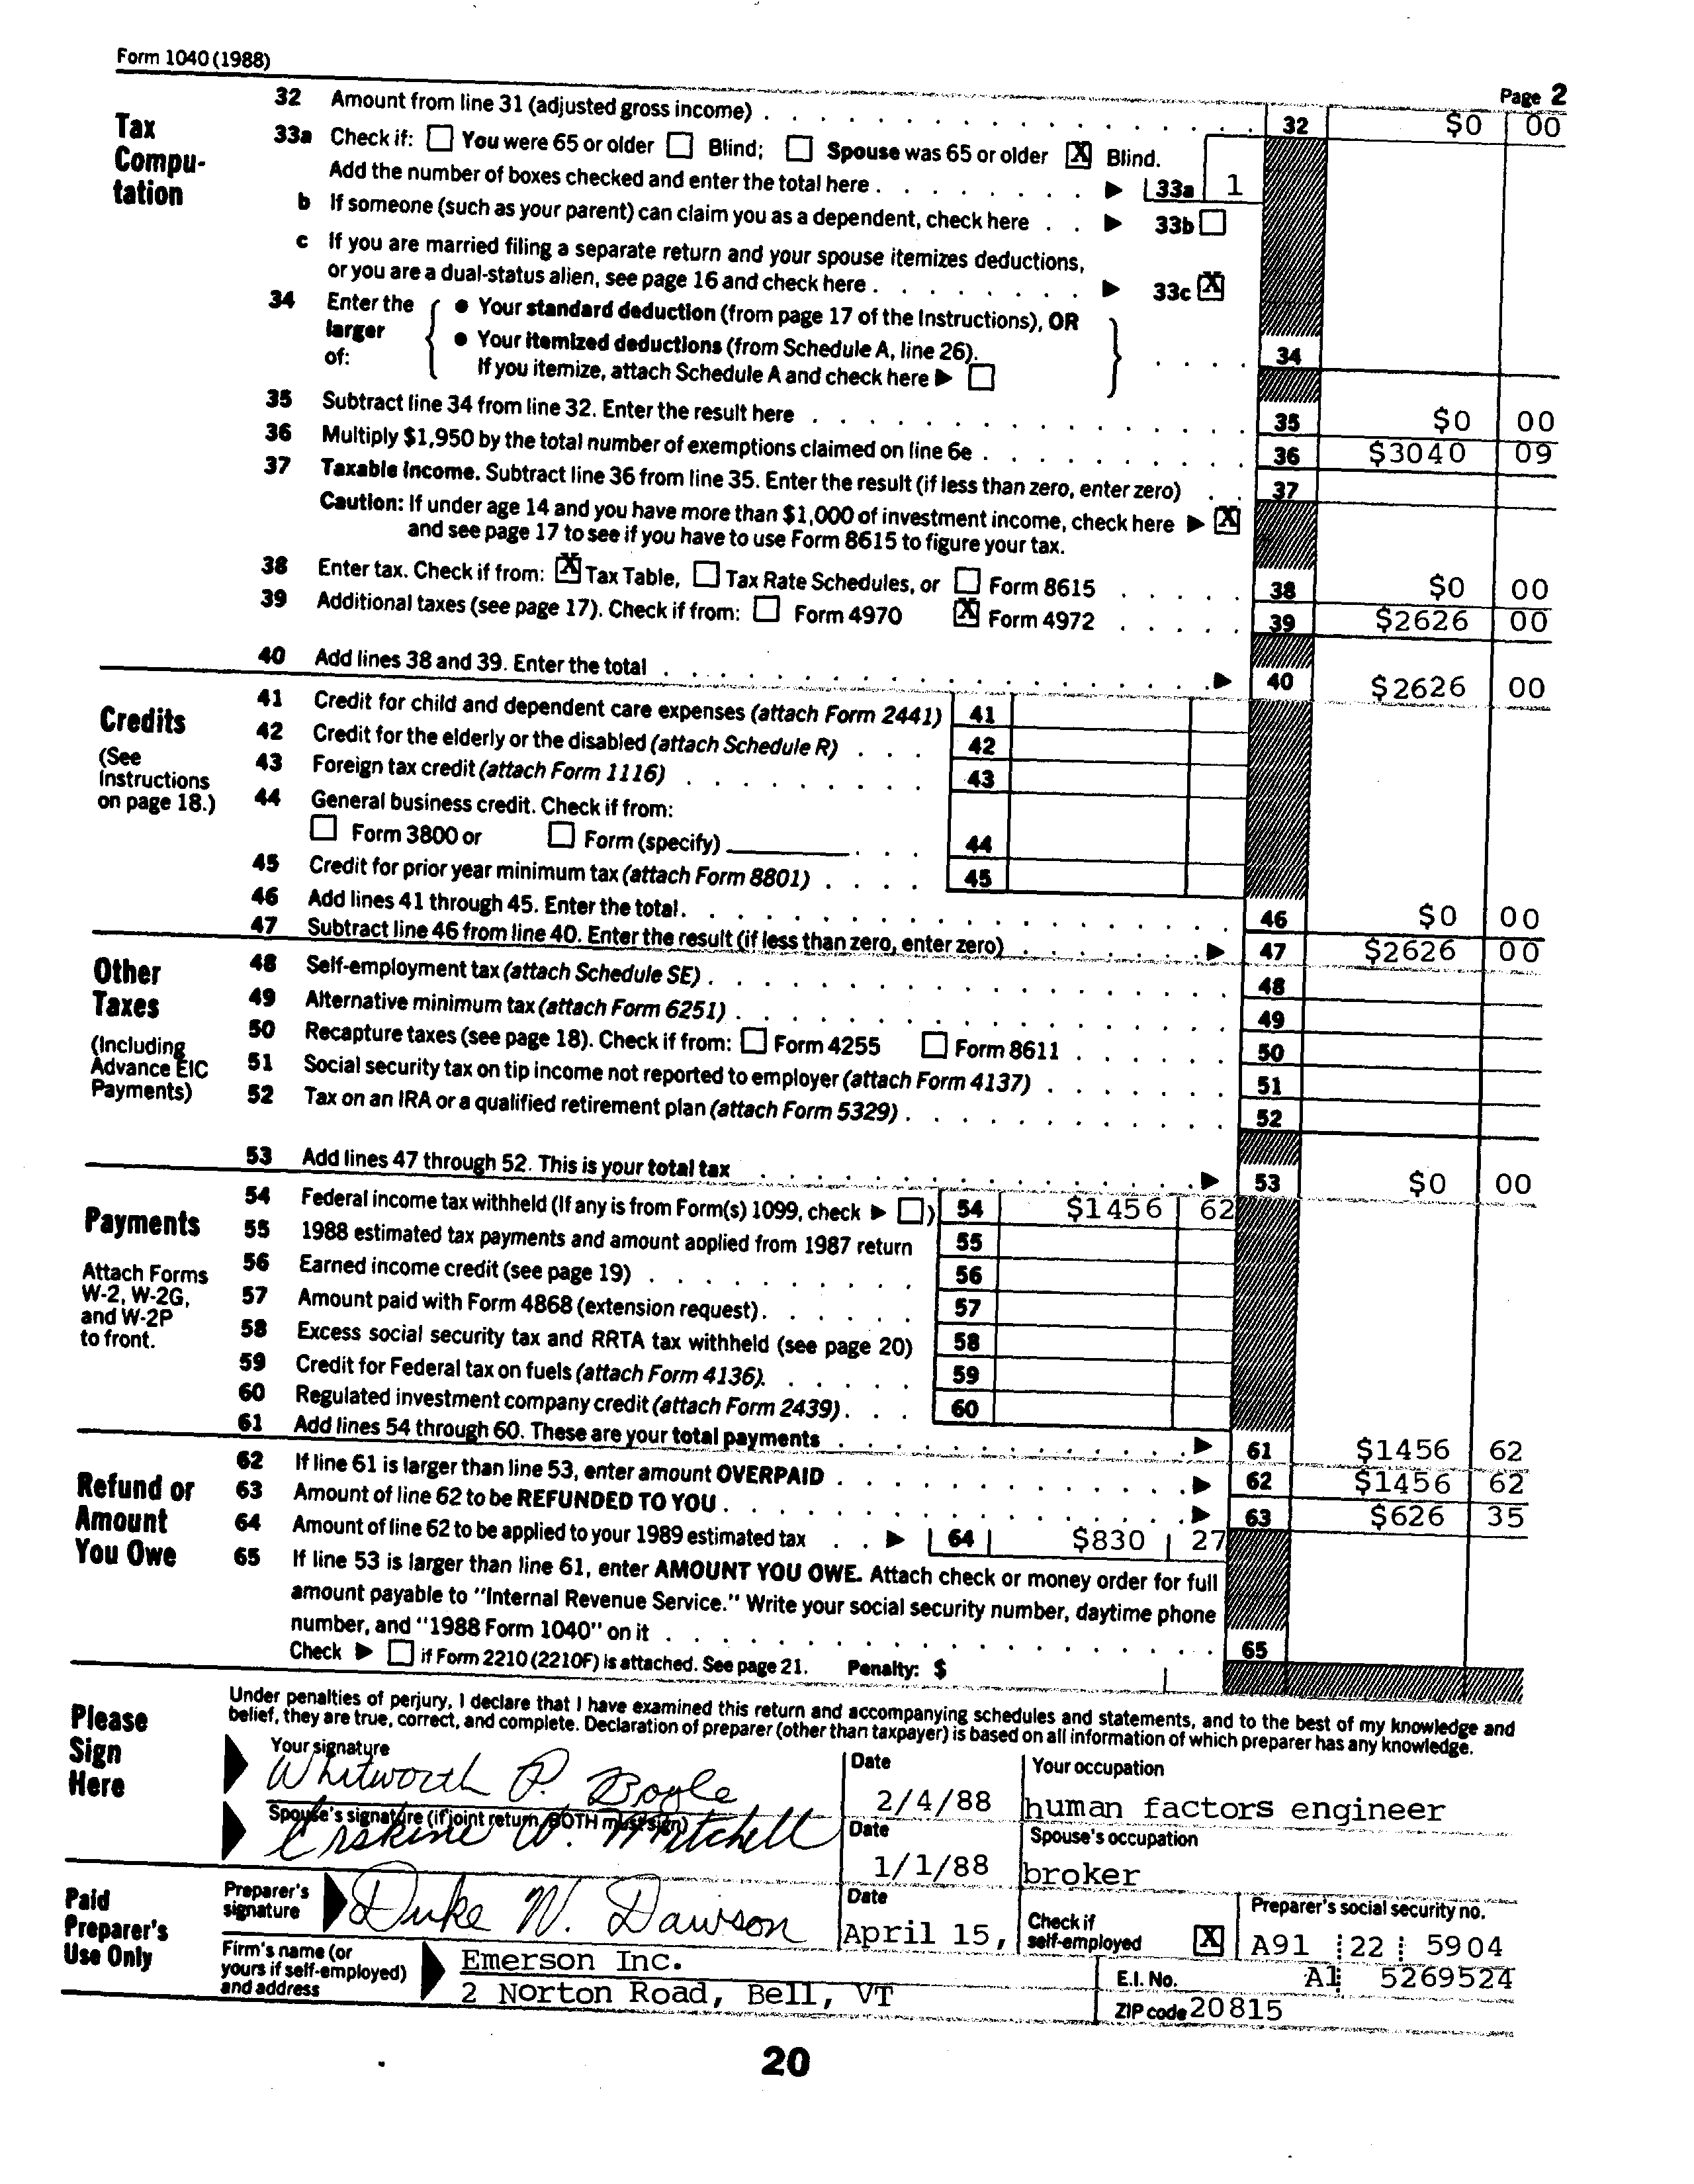 Form 1040 (1988)
Page 2
Tax Compu- tation
32 Amount from line 31 (adjusted gross income) . . . . 32 $0 00
33a Check if: ☐ You were 65 or older ☐ Blind; ☐ Spouse was 65 or older ☒ Blind.
Add the number of boxes checked and enter the total here . . . . ▶ 33a 1
b If someone (such as your parent) can claim you as a dependent, check here . . ▶ 33b ☐
c If you are married filing a separate return and your spouse itemizes deductions,
or you are a dual-status alien, see page 16 and check here . . . . ▶ 33c ☒
34 Enter the larger of: { ● Your standard deduction (from page 17 of the Instructions), OR
● Your itemized deductions (from Schedule A, line 26).
If you itemize, attach Schedule A and check here ▶ ☐ } . . . . 34
35 Subtract line 34 from line 32. Enter the result here . . . . 35 $0 00
36 Multiply $1,950 by the total number of exemptions claimed on line 6e . . . . 36 $3040 09
37 Taxable income. Subtract line 36 from line 35. Enter the result (if less than zero, enter zero) . . 37
Caution: If under age 14 and you have more than $1,000 of investment income, check here ▶ ☒
and see page 17 to see if you have to use Form 8615 to figure your tax.
38 Enter tax. Check if from: ☒ Tax Table, ☐ Tax Rate Schedules, or ☐ Form 8615 . . . . 38 $0 00
39 Additional taxes (see page 17). Check if from: ☐ Form 4970 ☒ Form 4972 . . . . 39 $2626 00
40 Add lines 38 and 39. Enter the total . . . . ▶ 40 $2626 00
Credits
(See Instructions on page 18.)
41 Credit for child and dependent care expenses (attach Form 2441) 41
42 Credit for the elderly or the disabled (attach Schedule R) . . . 42
43 Foreign tax credit (attach Form 1116) . . . . 43
44 General business credit. Check if from:
☐ Form 3800 or ☐ Form (specify) ________ . . . 44
45 Credit for prior year minimum tax (attach Form 8801) . . . . 45
46 Add lines 41 through 45. Enter the total . . . . 46 $0 00
47 Subtract line 46 from line 40. Enter the result (if less than zero, enter zero) . . . . ▶ 47 $2626 00
Other Taxes
(Including Advance EIC Payments)
48 Self-employment tax (attach Schedule SE) . . . . 48
49 Alternative minimum tax (attach Form 6251) . . . . 49
50 Recapture taxes (see page 18). Check if from: ☐ Form 4255 ☐ Form 8611 . . . . 50
51 Social security tax on tip income not reported to employer (attach Form 4137) . . . . 51
52 Tax on an IRA or a qualified retirement plan (attach Form 5329) . . . . 52
53 Add lines 47 through 52. This is your total tax . . . . ▶ 53 $0 00
Payments
Attach Forms W-2, W-2G, and W-2P to front.
54 Federal income tax withheld (If any is from Form(s) 1099, check ▶ ☐) 54 $1456 62
55 1988 estimated tax payments and amount applied from 1987 return 55
56 Earned income credit (see page 19) . . . . 56
57 Amount paid with Form 4868 (extension request) . . . . 57
58 Excess social security tax and RRTA tax withheld (see page 20) 58
59 Credit for Federal tax on fuels (attach Form 4136) . . . . 59
60 Regulated investment company credit (attach Form 2439) . . . 60
61 Add lines 54 through 60. These are your total payments . . . . ▶ 61 $1456 62
Refund or Amount You Owe
62 If line 61 is larger than line 53, enter amount OVERPAID . . . . ▶ 62 $1456 62
63 Amount of line 62 to be REFUNDED TO YOU . . . . ▶ 63 $626 35
64 Amount of line 62 to be applied to your 1989 estimated tax . . ▶ 64 $830 27
65 If line 53 is larger than line 61, enter AMOUNT YOU OWE. Attach check or money order for full
amount payable to "Internal Revenue Service." Write your social security number, daytime phone
number, and "1988 Form 1040" on it . . . . 65
Check ▶ ☐ if Form 2210 (2210F) is attached. See page 21. Penalty: $
Please Sign Here
Under penalties of perjury, I declare that I have examined this return and accompanying schedules and statements, and to the best of my knowledge and
belief, they are true, correct, and complete. Declaration of preparer (other than taxpayer) is based on all information of which preparer has any knowledge.
Your signature Date Your occupation
Whitworth P. Bogle 2/4/88 human factors engineer
Spouse's signature (if joint return, BOTH must sign) Date Spouse's occupation
Erskine W. Mitchell 1/1/88 broker
Paid Preparer's Use Only
Preparer's signature Duke W. Dawson Date April 15, Check if self-employed ☒ Preparer's social security no. A91 22 5904
Firm's name (or yours if self-employed) and address Emerson Inc. E.I. No. A1 5269524
2 Norton Road, Bell, VT ZIP code 20815
20